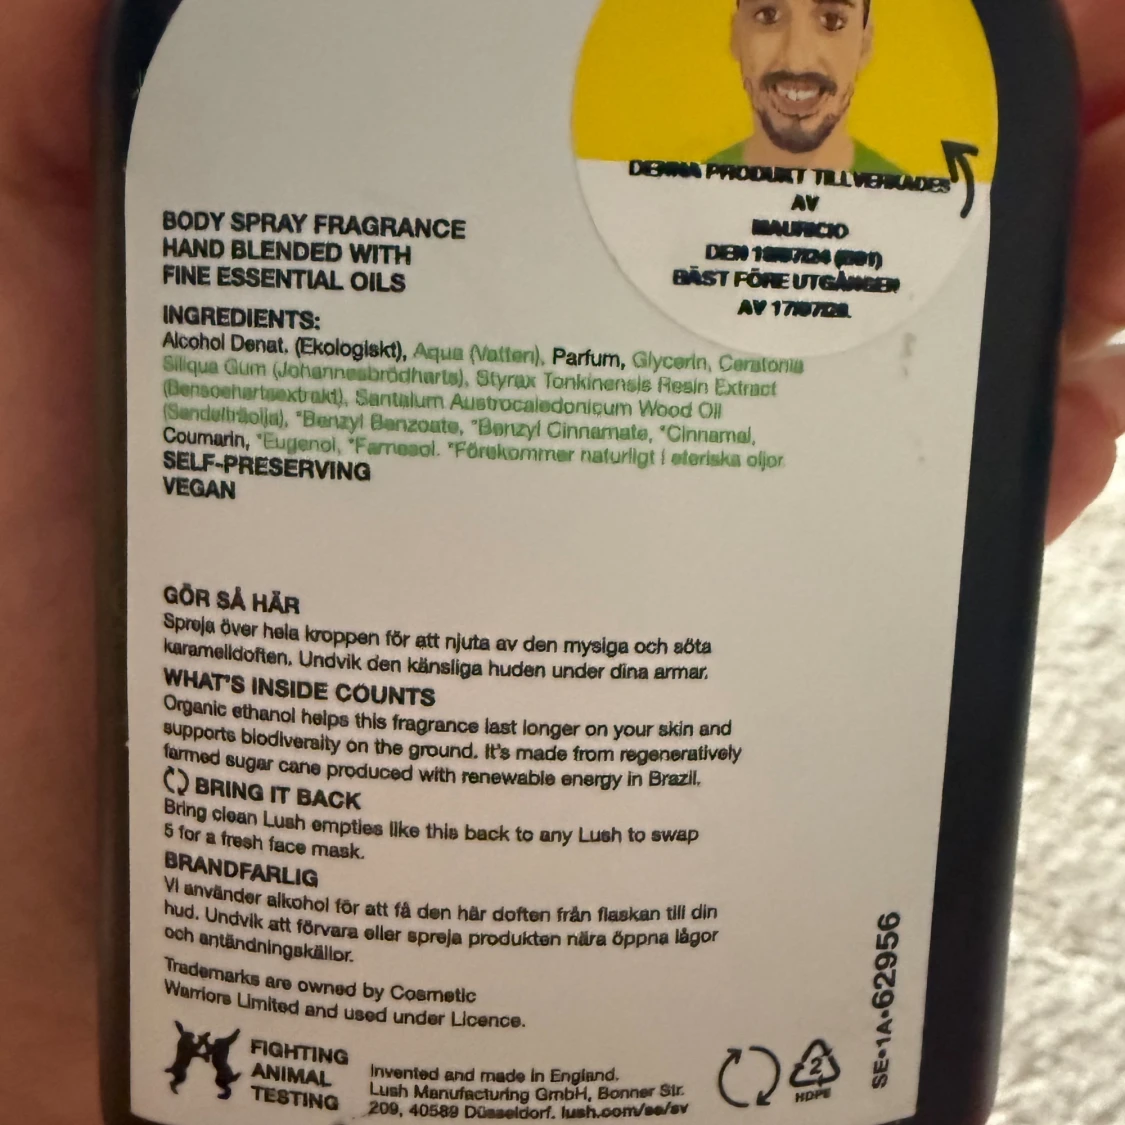 DENNA PRODUKT TILLVERKADES
AV
MAURICIO
DEN
BÄST FÖRE UTGÅNGEN
AV
BODY SPRAY FRAGRANCE
HAND BLENDED WITH
FINE ESSENTIAL OILS
INGREDIENTS:
Alcohol Denat. (Ekologiskt), Aqua (Vatten), Parfum, Glycerin, Ceratonia
Siliqua Gum (Johannesbrödharts), Styrax Tonkinensis Resin Extract
(Bensoehartsextrakt), Santalum Austrocaledonicum Wood Oil
(Sandelträolja), *Benzyl Benzoate, *Benzyl Cinnamate, *Cinnamal,
Coumarin, *Eugenol, *Farnesol. *Förekommer naturligt i eteriska oljor.
SELF-PRESERVING
VEGAN
GÖR SÅ HÄR
Spreja över hela kroppen för att njuta av den mysiga och söta
karamelldoften. Undvik den känsliga huden under dina armar.
WHAT'S INSIDE COUNTS
Organic ethanol helps this fragrance last longer on your skin and
supports biodiversity on the ground. It's made from regeneratively
farmed sugar cane produced with renewable energy in Brazil.
BRING IT BACK
Bring clean Lush empties like this back to any Lush to swap
5 for a fresh face mask.
BRANDFARLIG
Vi använder alkohol för att få den här doften från flaskan till din
hud. Undvik att förvara eller spreja produkten nära öppna lågor
och antändningskällor.
Trademarks are owned by Cosmetic
Warriors Limited and used under Licence.
FIGHTING
ANIMAL
TESTING
Invented and made in England.
Lush Manufacturing GmbH, Bonner Str.
209, 40589 Düsseldorf. lush.com/se/sv
2
HDPE
SE•1A•62956